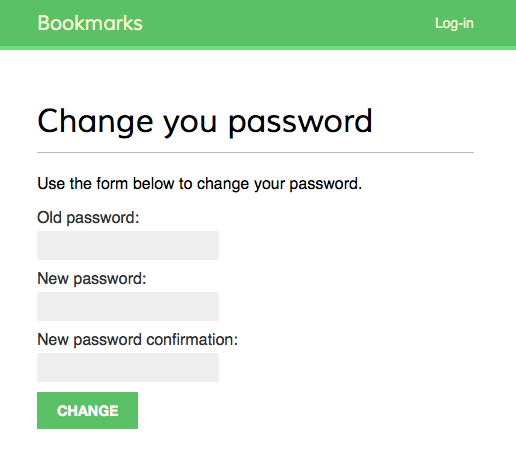 Bookmarks Log-in
Change you password
Use the form below to change your password.
Old password:
New password:
New password confirmation:
CHANGE